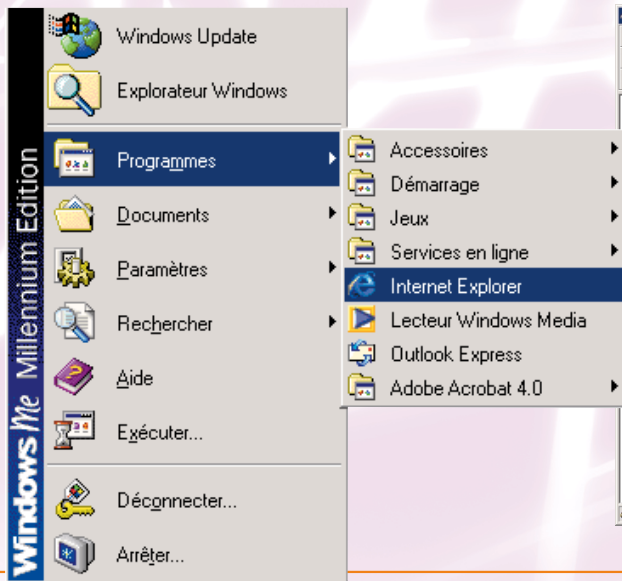 Windows Me Millennium Edition
Windows Update
Explorateur Windows
Programmes
Documents
Paramètres
Rechercher
Aide
Exécuter...
Déconnecter...
Arrêter...
Accessoires
Démarrage
Jeux
Services en ligne
Internet Explorer
Lecteur Windows Media
Outlook Express
Adobe Acrobat 4.0